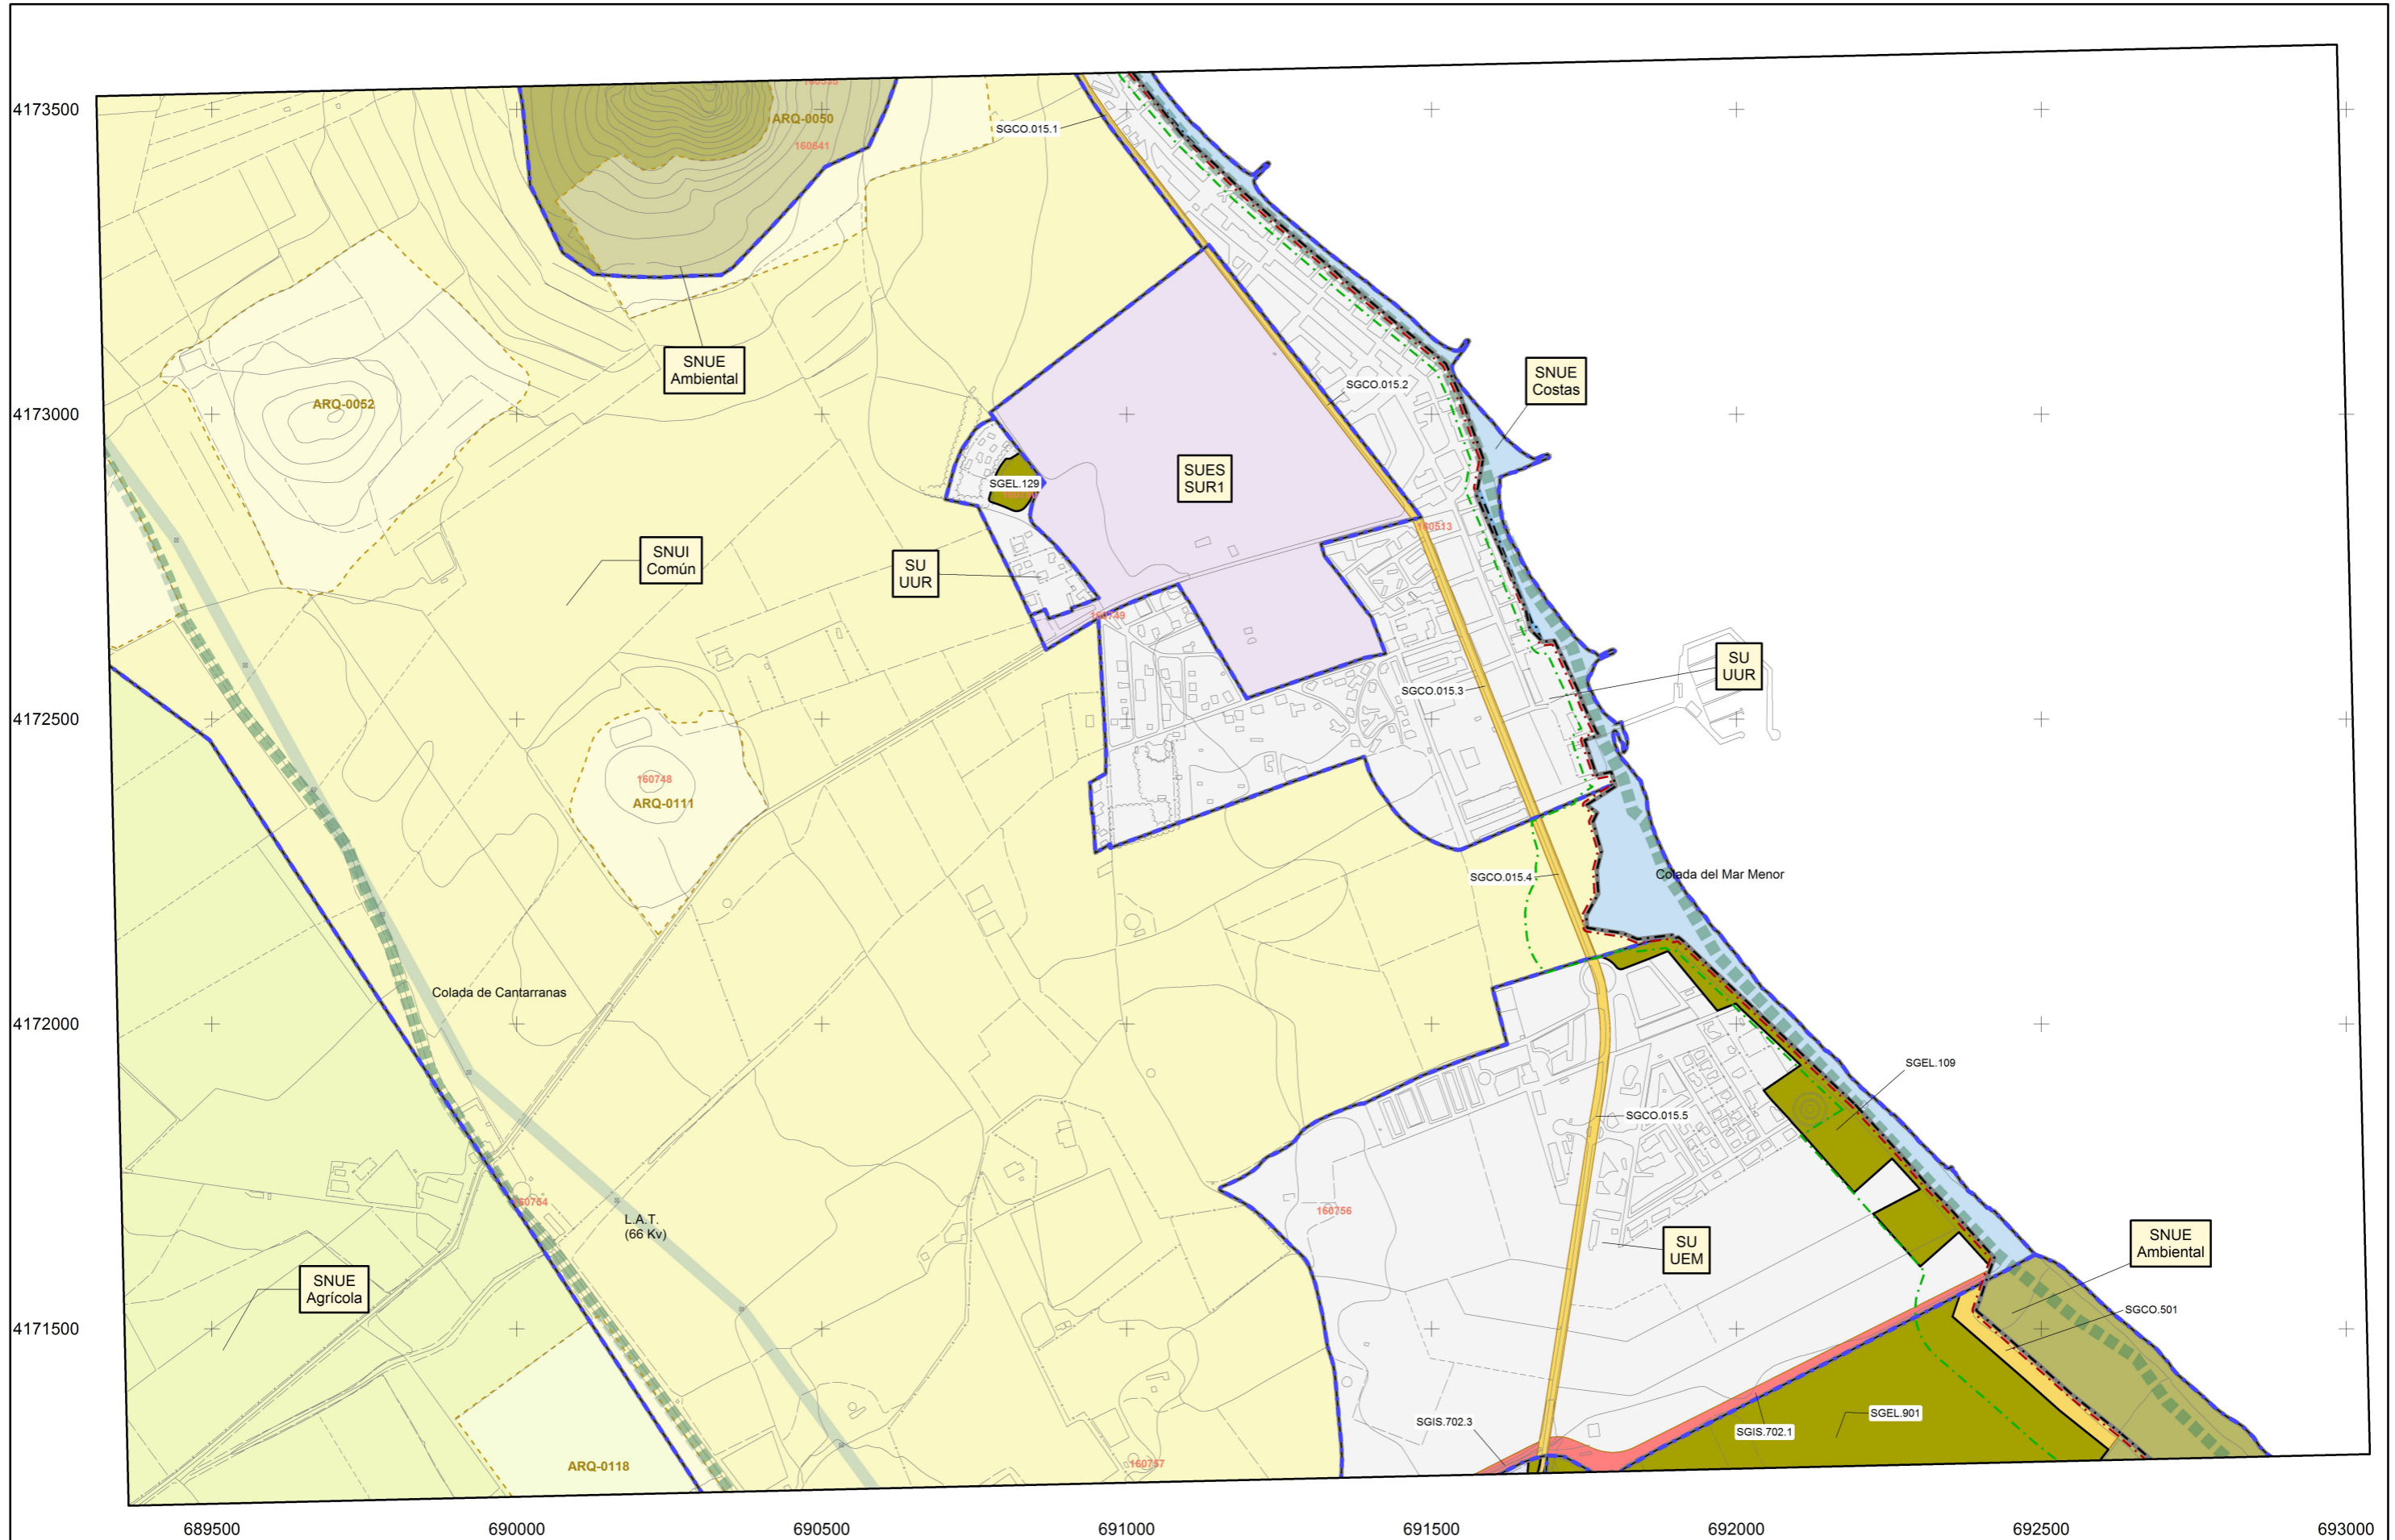 4173500
160595
ARQ-0050
SGCO.015.1
160641
SNUE
Ambiental
SGCO.015.2
SNUE
Costas
4173000
ARQ-0052
SUES
SUR1
SGEL.129
160513
SNUI
Común
SU
UUR
160749
SU
UUR
SGCO.015.3
4172500
160748
ARQ-0111
SGCO.015.4
Colada del Mar Menor
Colada de Cantarranas
4172000
SGEL.109
SGCO.015.5
160754
L.A.T.
(66 Kv)
160756
SU
UEM
SNUE
Ambiental
SNUE
Agrícola
SGCO.501
4171500
SGIS.702.3
SGEL.901
SGIS.702.1
ARQ-0118
160757
689500 690000 690500 691000 691500 692000 692500 693000